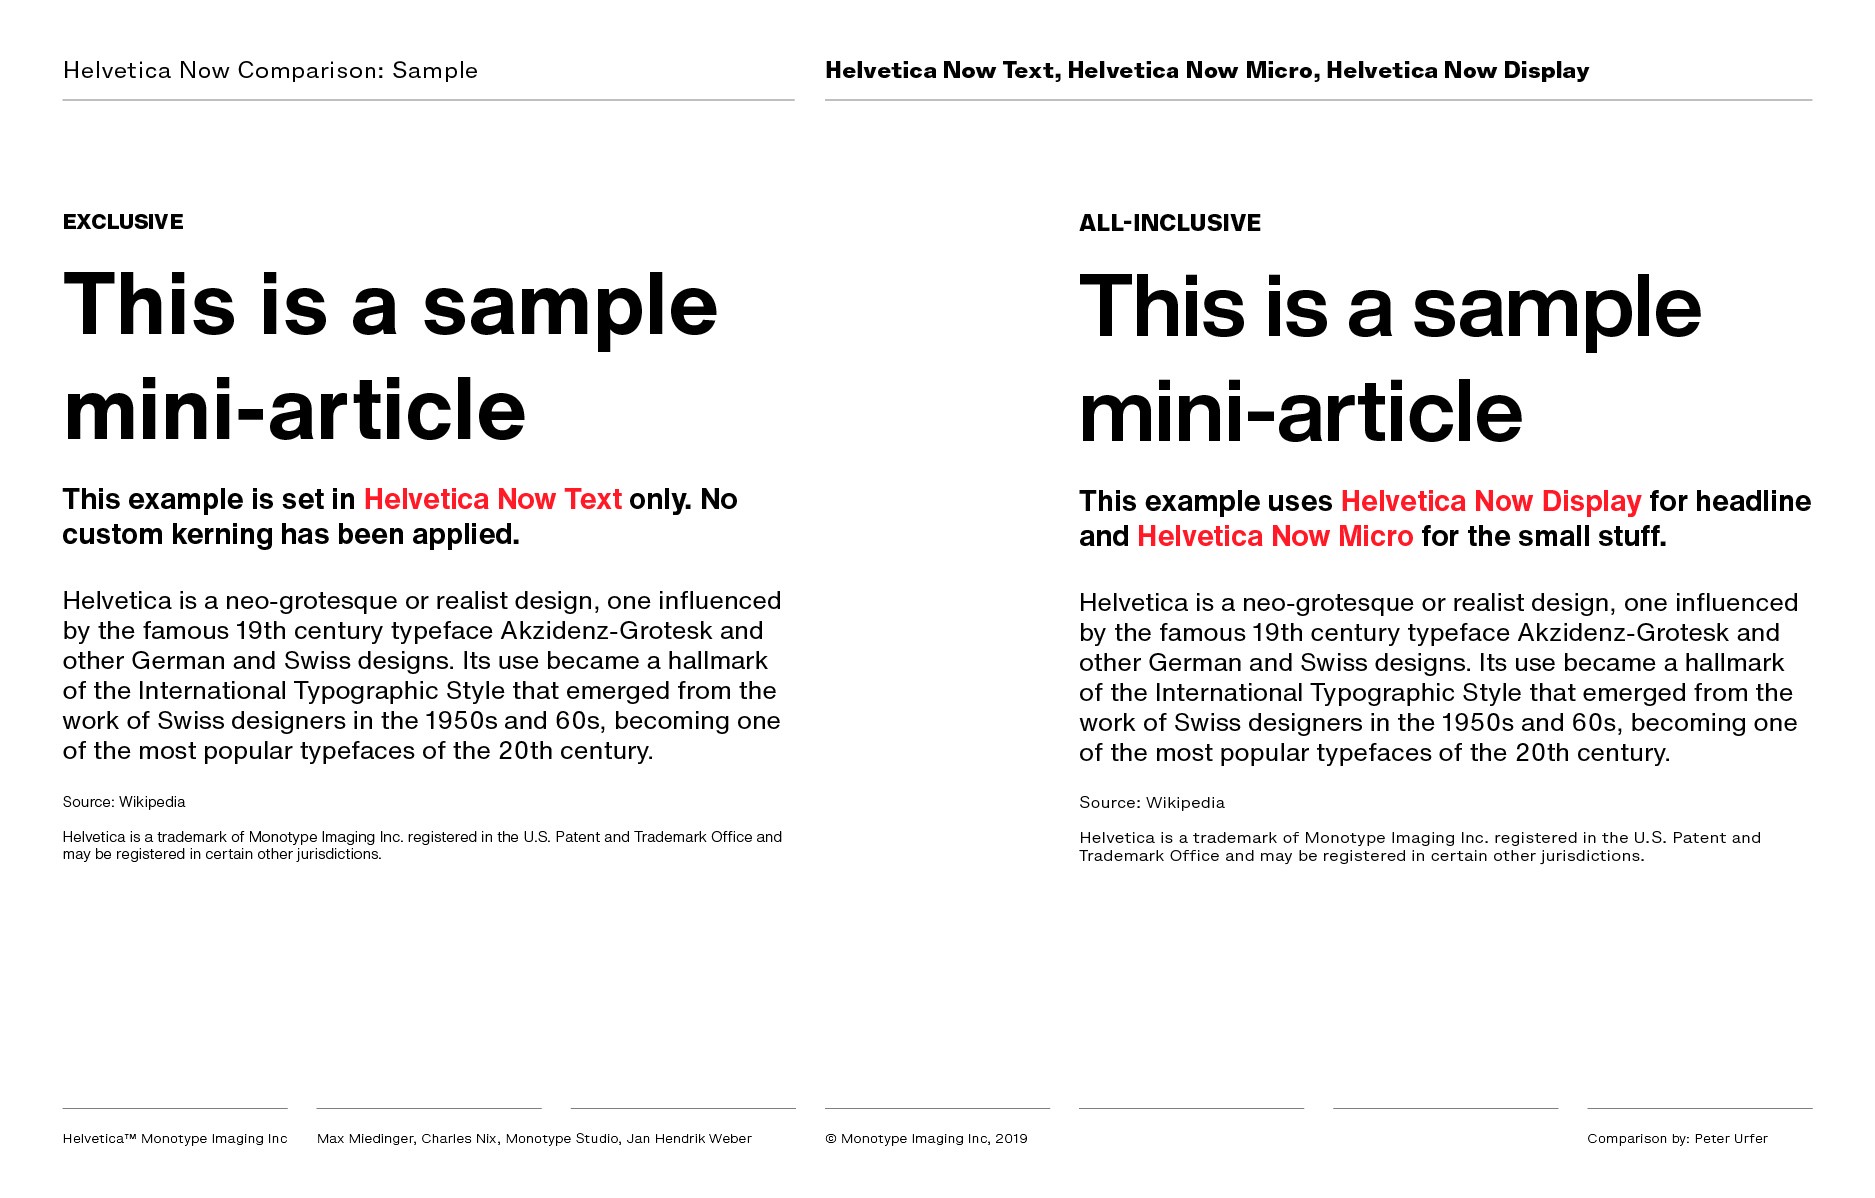 Helvetica Now Comparison: Sample
Helvetica Now Text, Helvetica Now Micro, Helvetica Now Display
EXCLUSIVE
This is a sample
mini-article
This example is set in Helvetica Now Text only. No
custom kerning has been applied.
Helvetica is a neo-grotesque or realist design, one influenced
by the famous 19th century typeface Akzidenz-Grotesk and
other German and Swiss designs. Its use became a hallmark
of the International Typographic Style that emerged from the
work of Swiss designers in the 1950s and 60s, becoming one
of the most popular typefaces of the 20th century.
Source: Wikipedia
Helvetica is a trademark of Monotype Imaging Inc. registered in the U.S. Patent and Trademark Office and
may be registered in certain other jurisdictions.
ALL-INCLUSIVE
This is a sample
mini-article
This example uses Helvetica Now Display for headline
and Helvetica Now Micro for the small stuff.
Helvetica is a neo-grotesque or realist design, one influenced
by the famous 19th century typeface Akzidenz-Grotesk and
other German and Swiss designs. Its use became a hallmark
of the International Typographic Style that emerged from the
work of Swiss designers in the 1950s and 60s, becoming one
of the most popular typefaces of the 20th century.
Source: Wikipedia
Helvetica is a trademark of Monotype Imaging Inc. registered in the U.S. Patent and
Trademark Office and may be registered in certain other jurisdictions.
Helvetica™ Monotype Imaging Inc
Max Miedinger, Charles Nix, Monotype Studio, Jan Hendrik Weber
© Monotype Imaging Inc, 2019
Comparison by: Peter Urfer